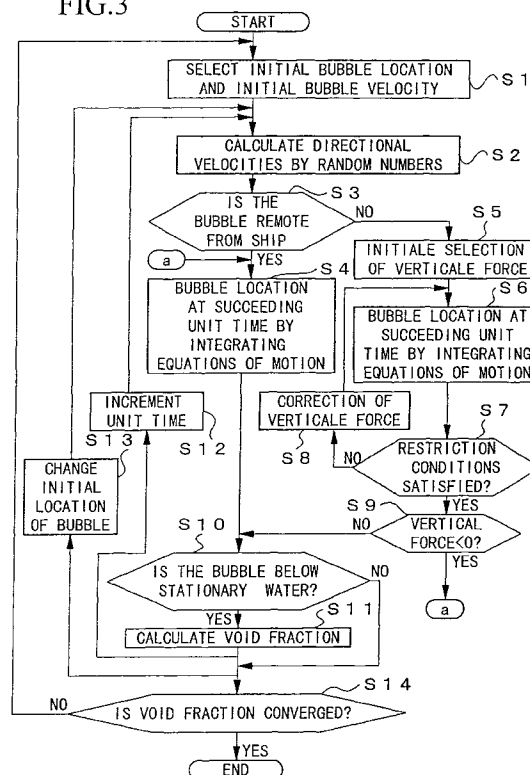 FIG.3
START
SELECT INITIAL BUBBLE LOCATION
AND INITIAL BUBBLE VELOCITY
S1
CALCULATE DIRECTIONAL
VELOCITIES BY RANDOM NUMBERS
S2
S3
IS THE
BUBBLE REMOTE
FROM SHIP
NO
YES
a
S4
BUBBLE LOCATION
AT SUCCEEDING
UNIT TIME BY
INTEGRATING
EQUATIONS OF MOTION
S5
INITIALE SELECTION
OF VERTICALE FORCE
S6
BUBBLE LOCATION AT
SUCCEEDING UNIT
TIME BY INTEGRATING
EQUATIONS OF MOTION
INCREMENT
UNIT TIME
S12
CORRECTION OF
VERTICALE FORCE
S8
S7
RESTRICTION
CONDITIONS
SATISFIED?
NO
YES
S13
CHANGE
INITIAL
LOCATION
OF BUBBLE
S9
VERTICAL
FORCE<0?
NO
YES
a
S10
IS THE BUBBLE BELOW
STATIONARY WATER?
NO
YES
S11
CALCULATE VOID FRACTION
S14
IS VOID FRACTION CONVERGED?
NO
YES
END